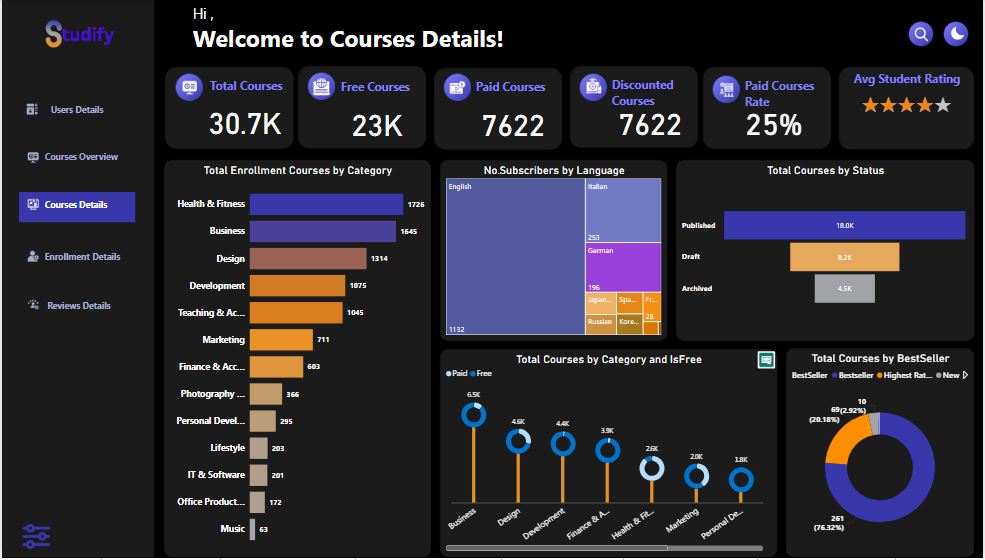 Studify
Hi ,
Welcome to Courses Details!
Users Details
Courses Overview
Courses Details
Enrollment Details
Reviews Details
Total Courses
30.7K
Free Courses
23K
Paid Courses
7622
Discounted
Courses
7622
Paid Courses
Rate
25%
Avg Student Rating
Total Enrollment Courses by Category
Health & Fitness 1726
Business 1645
Design 1314
Development 1075
Teaching & Ac... 1045
Marketing 711
Finance & Acc... 603
Photography ... 366
Personal Devel... 295
Lifestyle 203
IT & Software 201
Office Product... 172
Music 63
No.Subscribers by Language
English
1132
Italian
253
German
196
Japan...
Spa...
Fr...
28
Russian
Kore...
Total Courses by Status
Published 18.0K
Draft 8.2K
Archived 4.5K
Total Courses by Category and IsFree
Paid Free
6.5K
4.6K
4.4K
3.9K
2.6K
2.0K
1.8K
Business
Design
Development
Finance & A...
Health & Fit...
Marketing
Personal De...
Total Courses by BestSeller
BestSeller Bestseller Highest Rat... New
10
(2.92%)
69
(20.18%)
261
(76.32%)